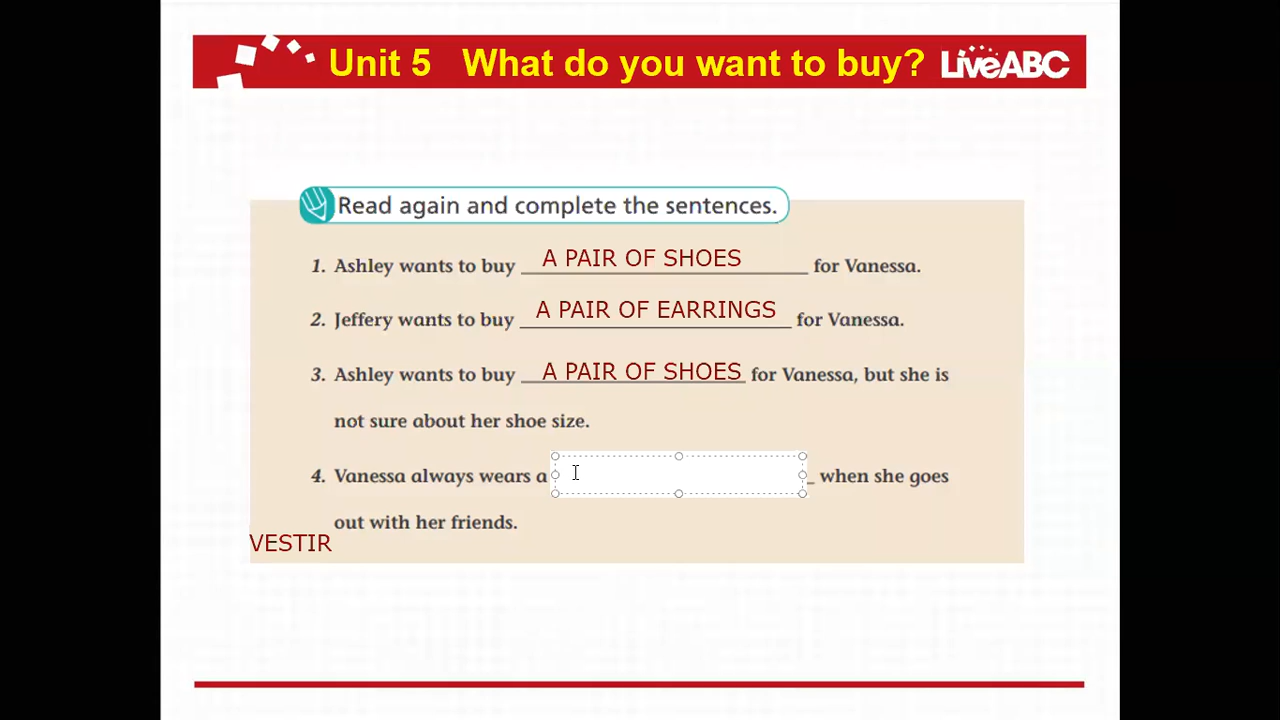 Unit 5 What do you want to buy? LiveABC
Read again and complete the sentences.
1. Ashley wants to buy A PAIR OF SHOES for Vanessa.
2. Jeffery wants to buy A PAIR OF EARRINGS for Vanessa.
3. Ashley wants to buy A PAIR OF SHOES for Vanessa, but she is
not sure about her shoe size.
4. Vanessa always wears a _ when she goes
out with her friends.
VESTIR